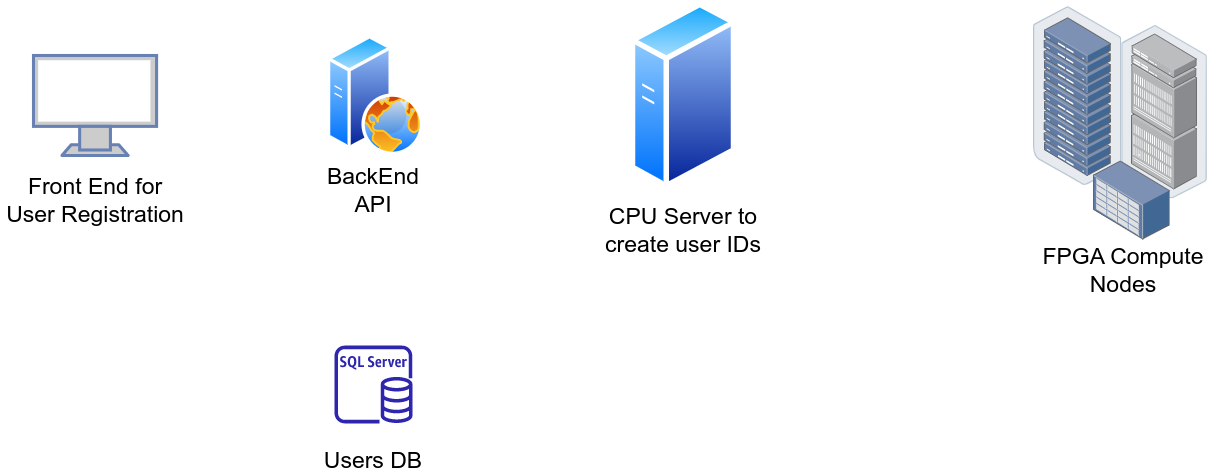 Front End for
User Registration
BackEnd
API
CPU Server to
create user IDs
FPGA Compute
Nodes
SQL Server
Users DB